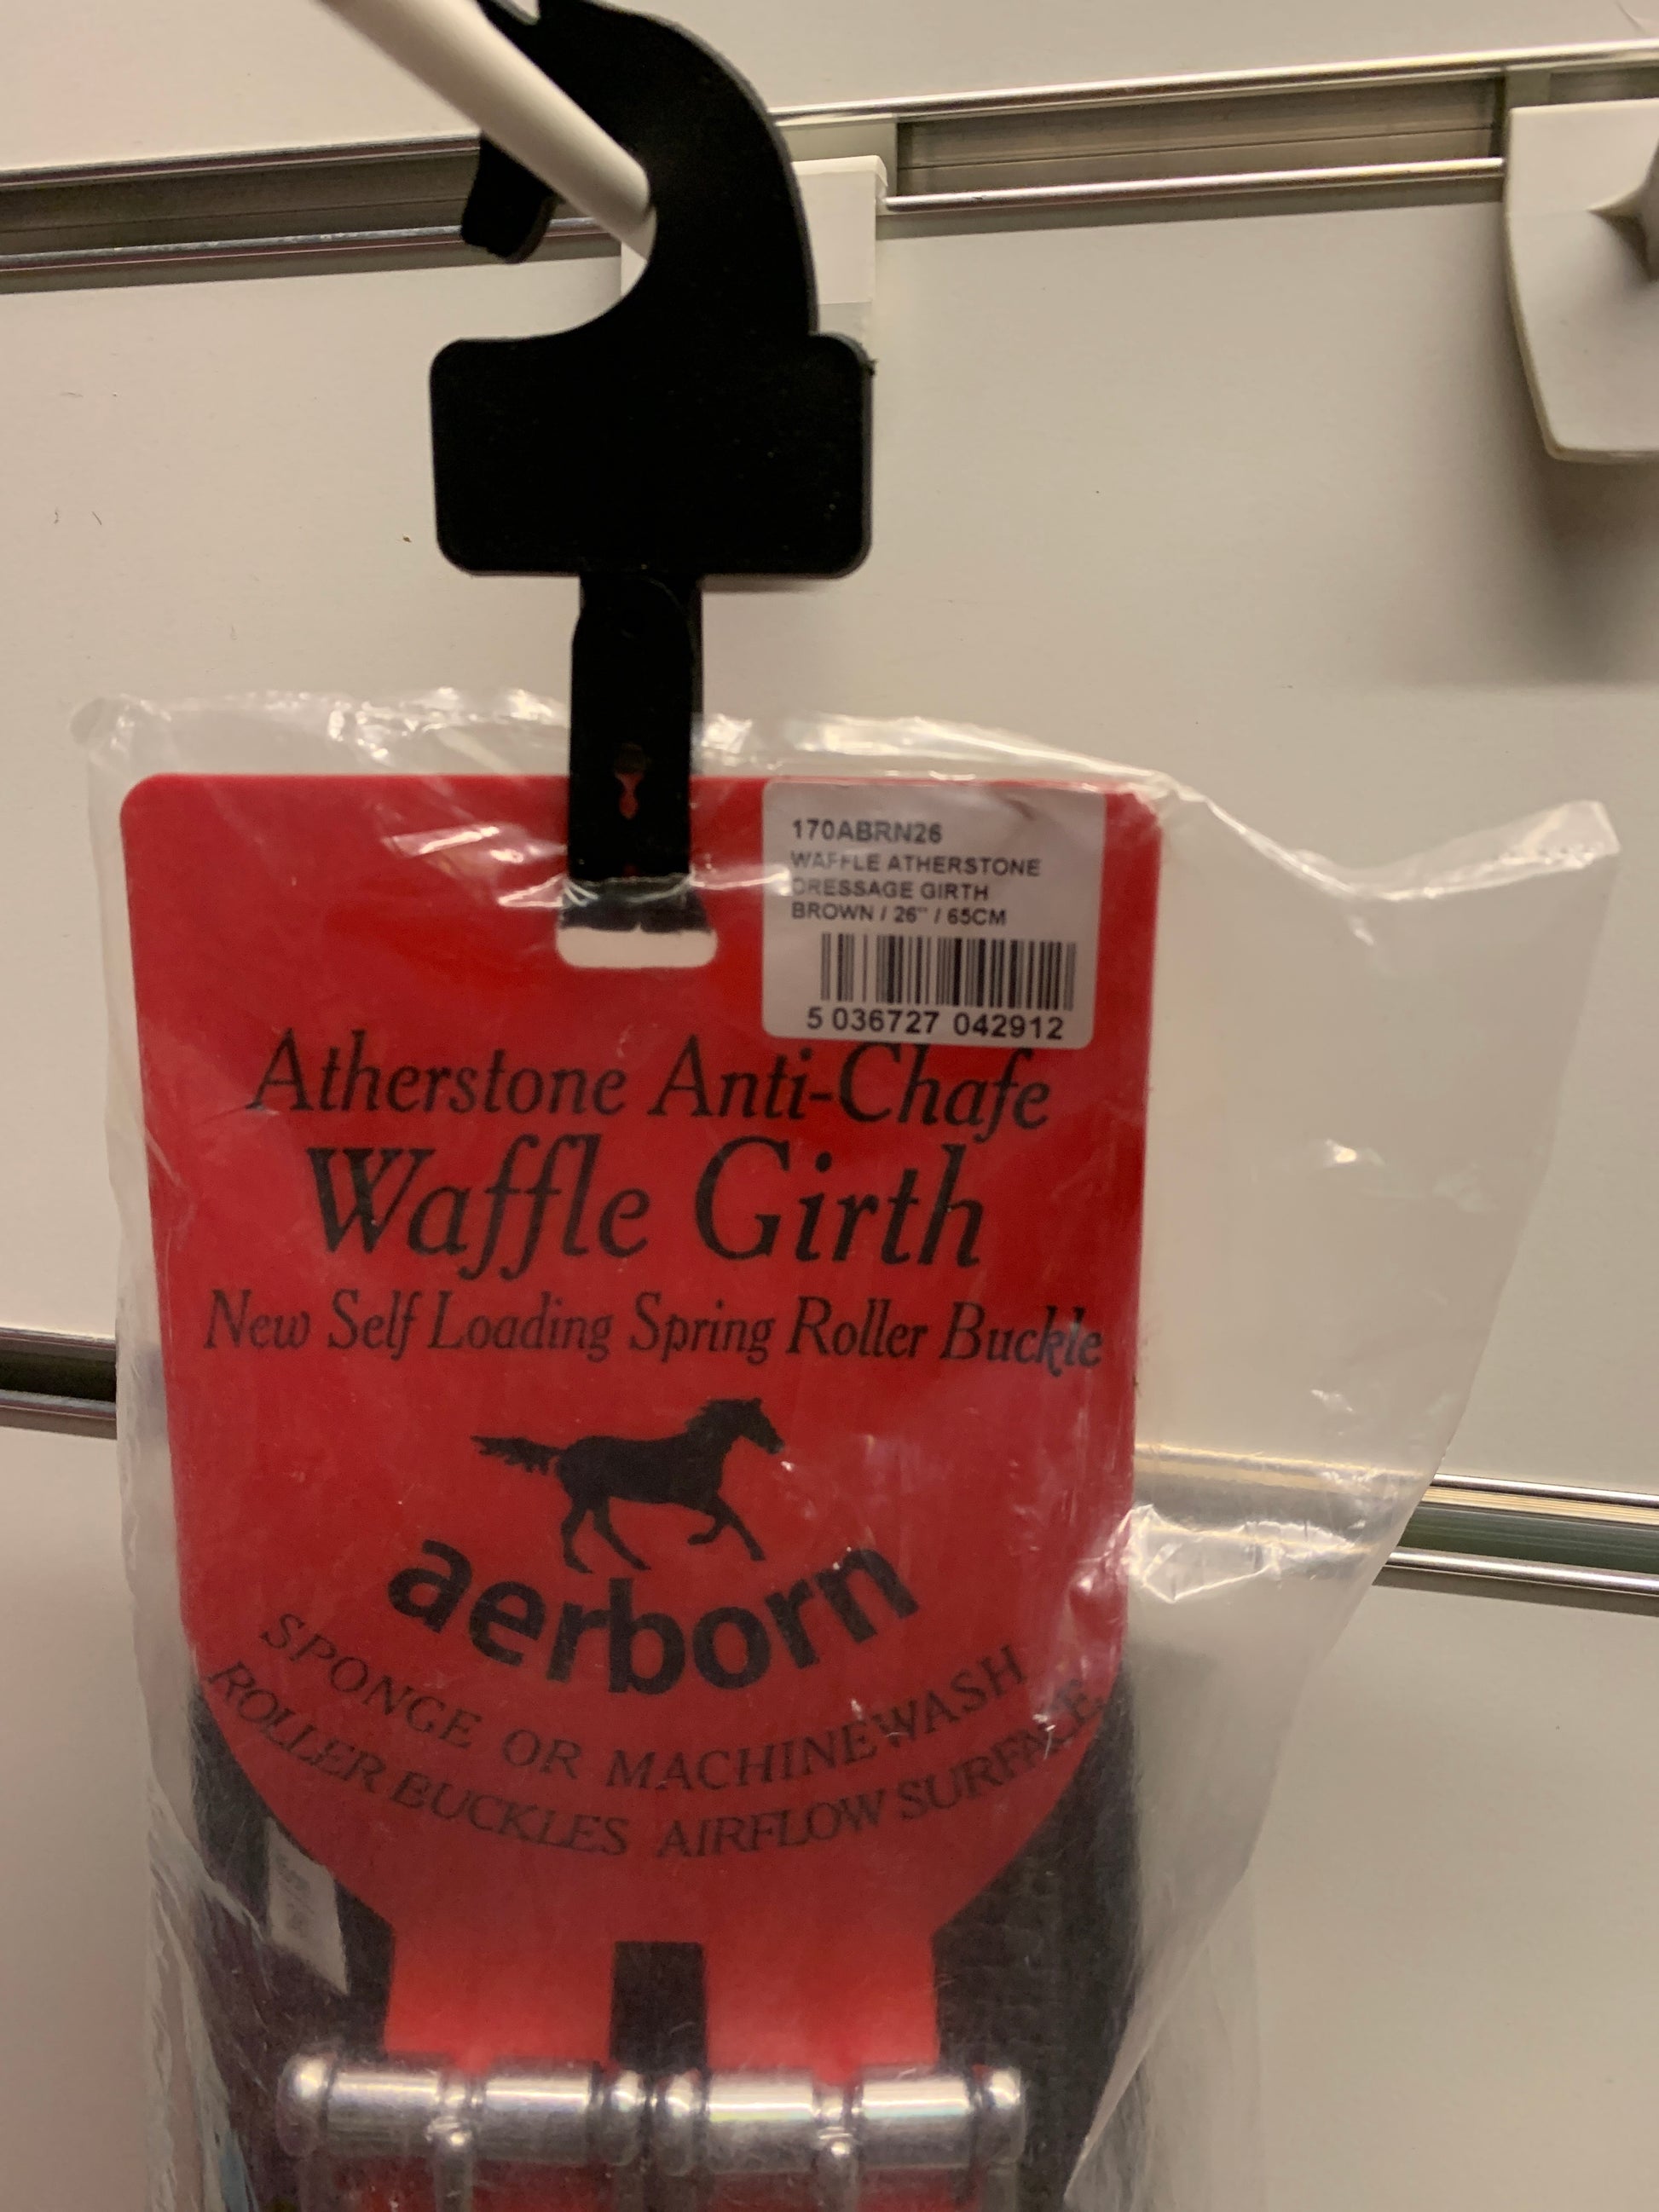 170ABRN26
WAFFLE ATHERSTONE
DRESSAGE GIRTH
BROWN / 26" / 65CM
5 036727 042912
Atherstone Anti-Chafe
Waffle Girth
New Self Loading Spring Roller Buckle
aerborn
SPONGE OR MACHINEWASH
ROLLER BUCKLES AIRFLOW SURFACE